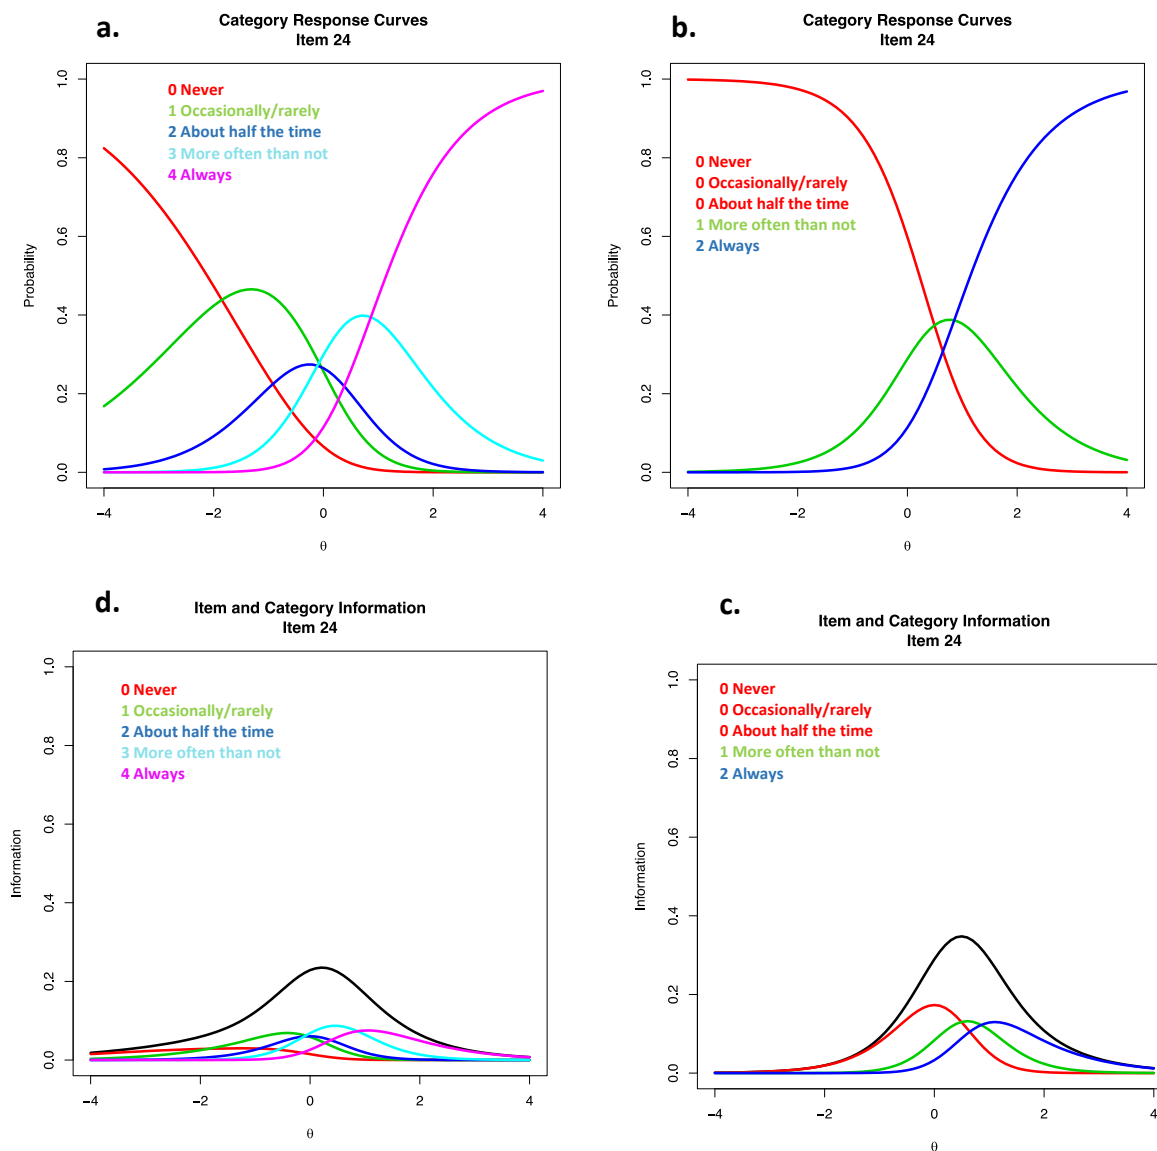 a.
Category Response Curves
Item 24
1.0
0.8
0.6
0.4
0.2
0.0
Probability
0 Never
1 Occasionally/rarely
2 About half the time
3 More often than not
4 Always
−4 −2 0 2 4
θ
b.
Category Response Curves
Item 24
1.0
0.8
0.6
0.4
0.2
0.0
Probability
0 Never
0 Occasionally/rarely
0 About half the time
1 More often than not
2 Always
−4 −2 0 2 4
θ
d.
Item and Category Information
Item 24
1.0
0.8
0.6
0.4
0.2
0.0
Information
0 Never
1 Occasionally/rarely
2 About half the time
3 More often than not
4 Always
−4 −2 0 2 4
θ
c.
Item and Category Information
Item 24
1.0
0.8
0.6
0.4
0.2
0.0
Information
0 Never
0 Occasionally/rarely
0 About half the time
1 More often than not
2 Always
−4 −2 0 2 4
θ